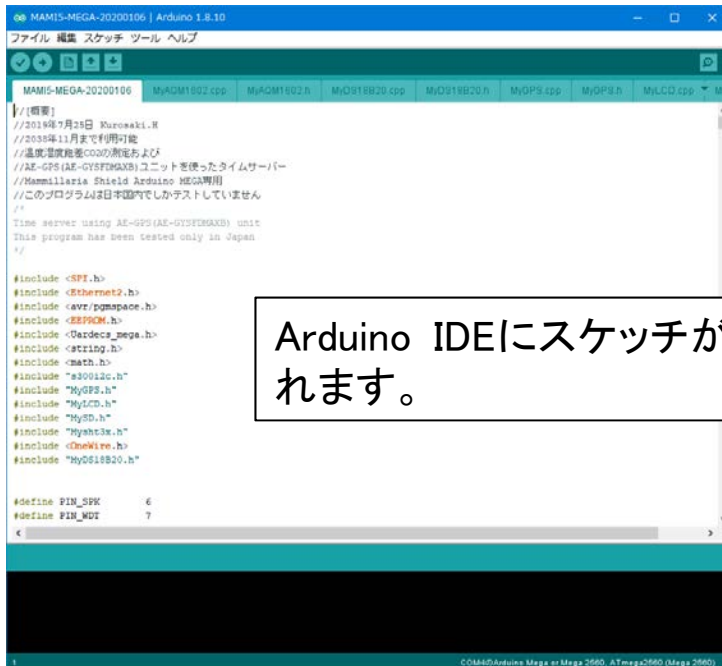 MAMI5-MEGA-20200106 | Arduino 1.8.10
ファイル 編集 スケッチ ツール ヘルプ
MAMI5-MEGA-20200106 MyAQM1602.cpp MyAQM1602.h MyDS18B20.cpp MyDS18B20.h MyGPS.cpp MyGPS.h MyLCD.cpp
//[概要]
//2019年7月25日 Kurosaki.H
//2038年11月まで利用可能
//温度湿度飽差CO2の測定および
//AE-GPS(AE-GYSFDMAXB)ユニットを使ったタイムサーバー
//Mammillaria Shield Arduino MEGA専用
//このプログラムは日本国内でしかテストしていません
/*
Time server using AE-GPS(AE-GYSFDMAXB) unit
This program has been tested only in Japan
*/
#include <SPI.h>
#include <Ethernet2.h>
#include <avr/pgmspace.h>
#include <EEPROM.h>
#include <Uardecs_mega.h>
#include <string.h>
#include <math.h>
#include "s300i2c.h"
#include "MyGPS.h"
#include "MyLCD.h"
#include "MySD.h"
#include "Mysht3x.h"
#include <OneWire.h>
#include "MyDS18B20.h"
#define PIN_SPK 6
#define PIN_WDT 7
Arduino IDEにスケッチが
れます。
1
COM4のArduino Mega or Mega 2560, ATmega2560 (Mega 2560)